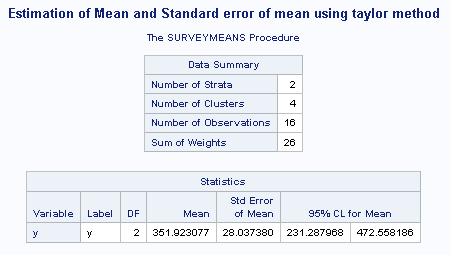 Estimation of Mean and Standard error of mean using taylor method
The SURVEYMEANS Procedure
Data Summary
Number of Strata 2
Number of Clusters 4
Number of Observations 16
Sum of Weights 26
Statistics
Variable Label DF Mean Std Error of Mean 95% CL for Mean
y y 2 351.923077 28.037380 231.287968 472.558186